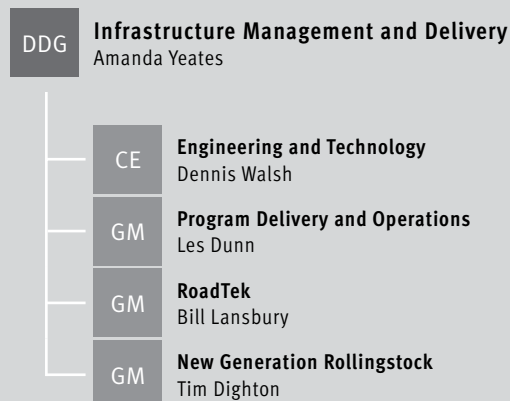 DDG
Infrastructure Management and Delivery
Amanda Yeates
CE
Engineering and Technology
Dennis Walsh
GM
Program Delivery and Operations
Les Dunn
GM
RoadTek
Bill Lansbury
GM
New Generation Rollingstock
Tim Dighton